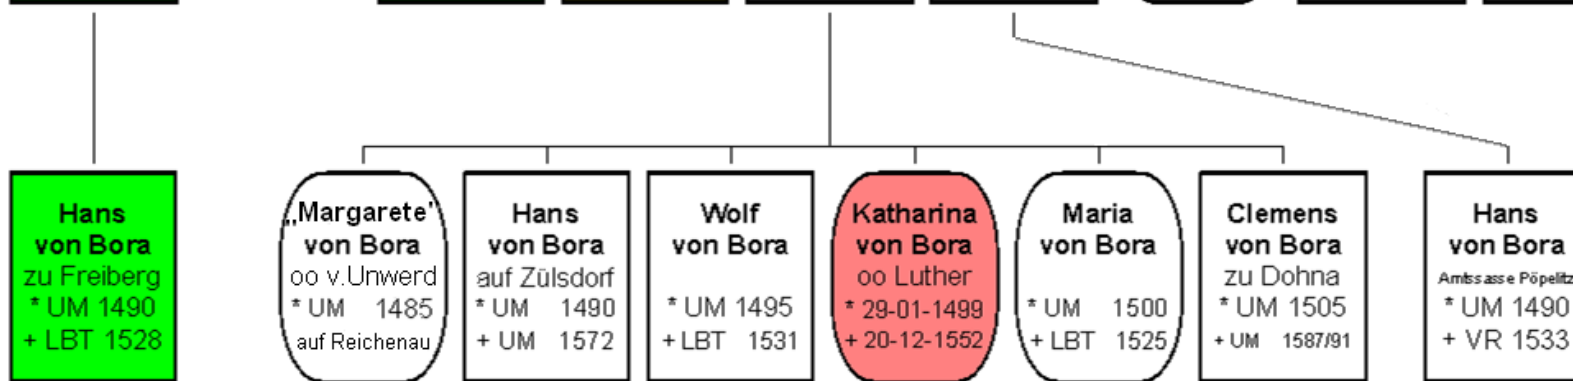 Hans
von Bora
zu Freiberg
* UM 1490
+ LBT 1528
„Margarete"
von Bora
oo v.Unwerd
* UM 1485
auf Reichenau
Hans
von Bora
auf Zülsdorf
* UM 1490
+ UM 1572
Wolf
von Bora
* UM 1495
+ LBT 1531
Katharina
von Bora
oo Luther
* 29-01-1499
+ 20-12-1552
Maria
von Bora
* UM 1500
+ LBT 1525
Clemens
von Bora
zu Dohna
* UM 1505
+ UM 1587/91
Hans
von Bora
Amtssasse Pöpelitz
* UM 1490
+ VR 1533